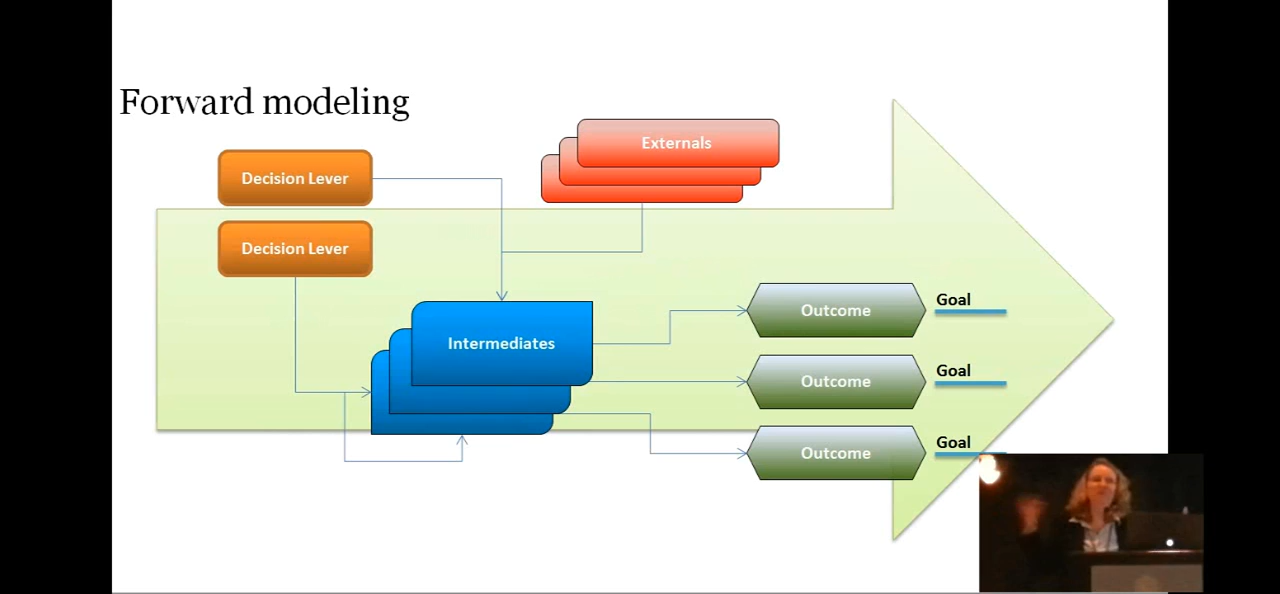 Forward modeling
Externals
Decision Lever
Decision Lever
Intermediates
Outcome
Goal
Outcome
Goal
Outcome
Goal